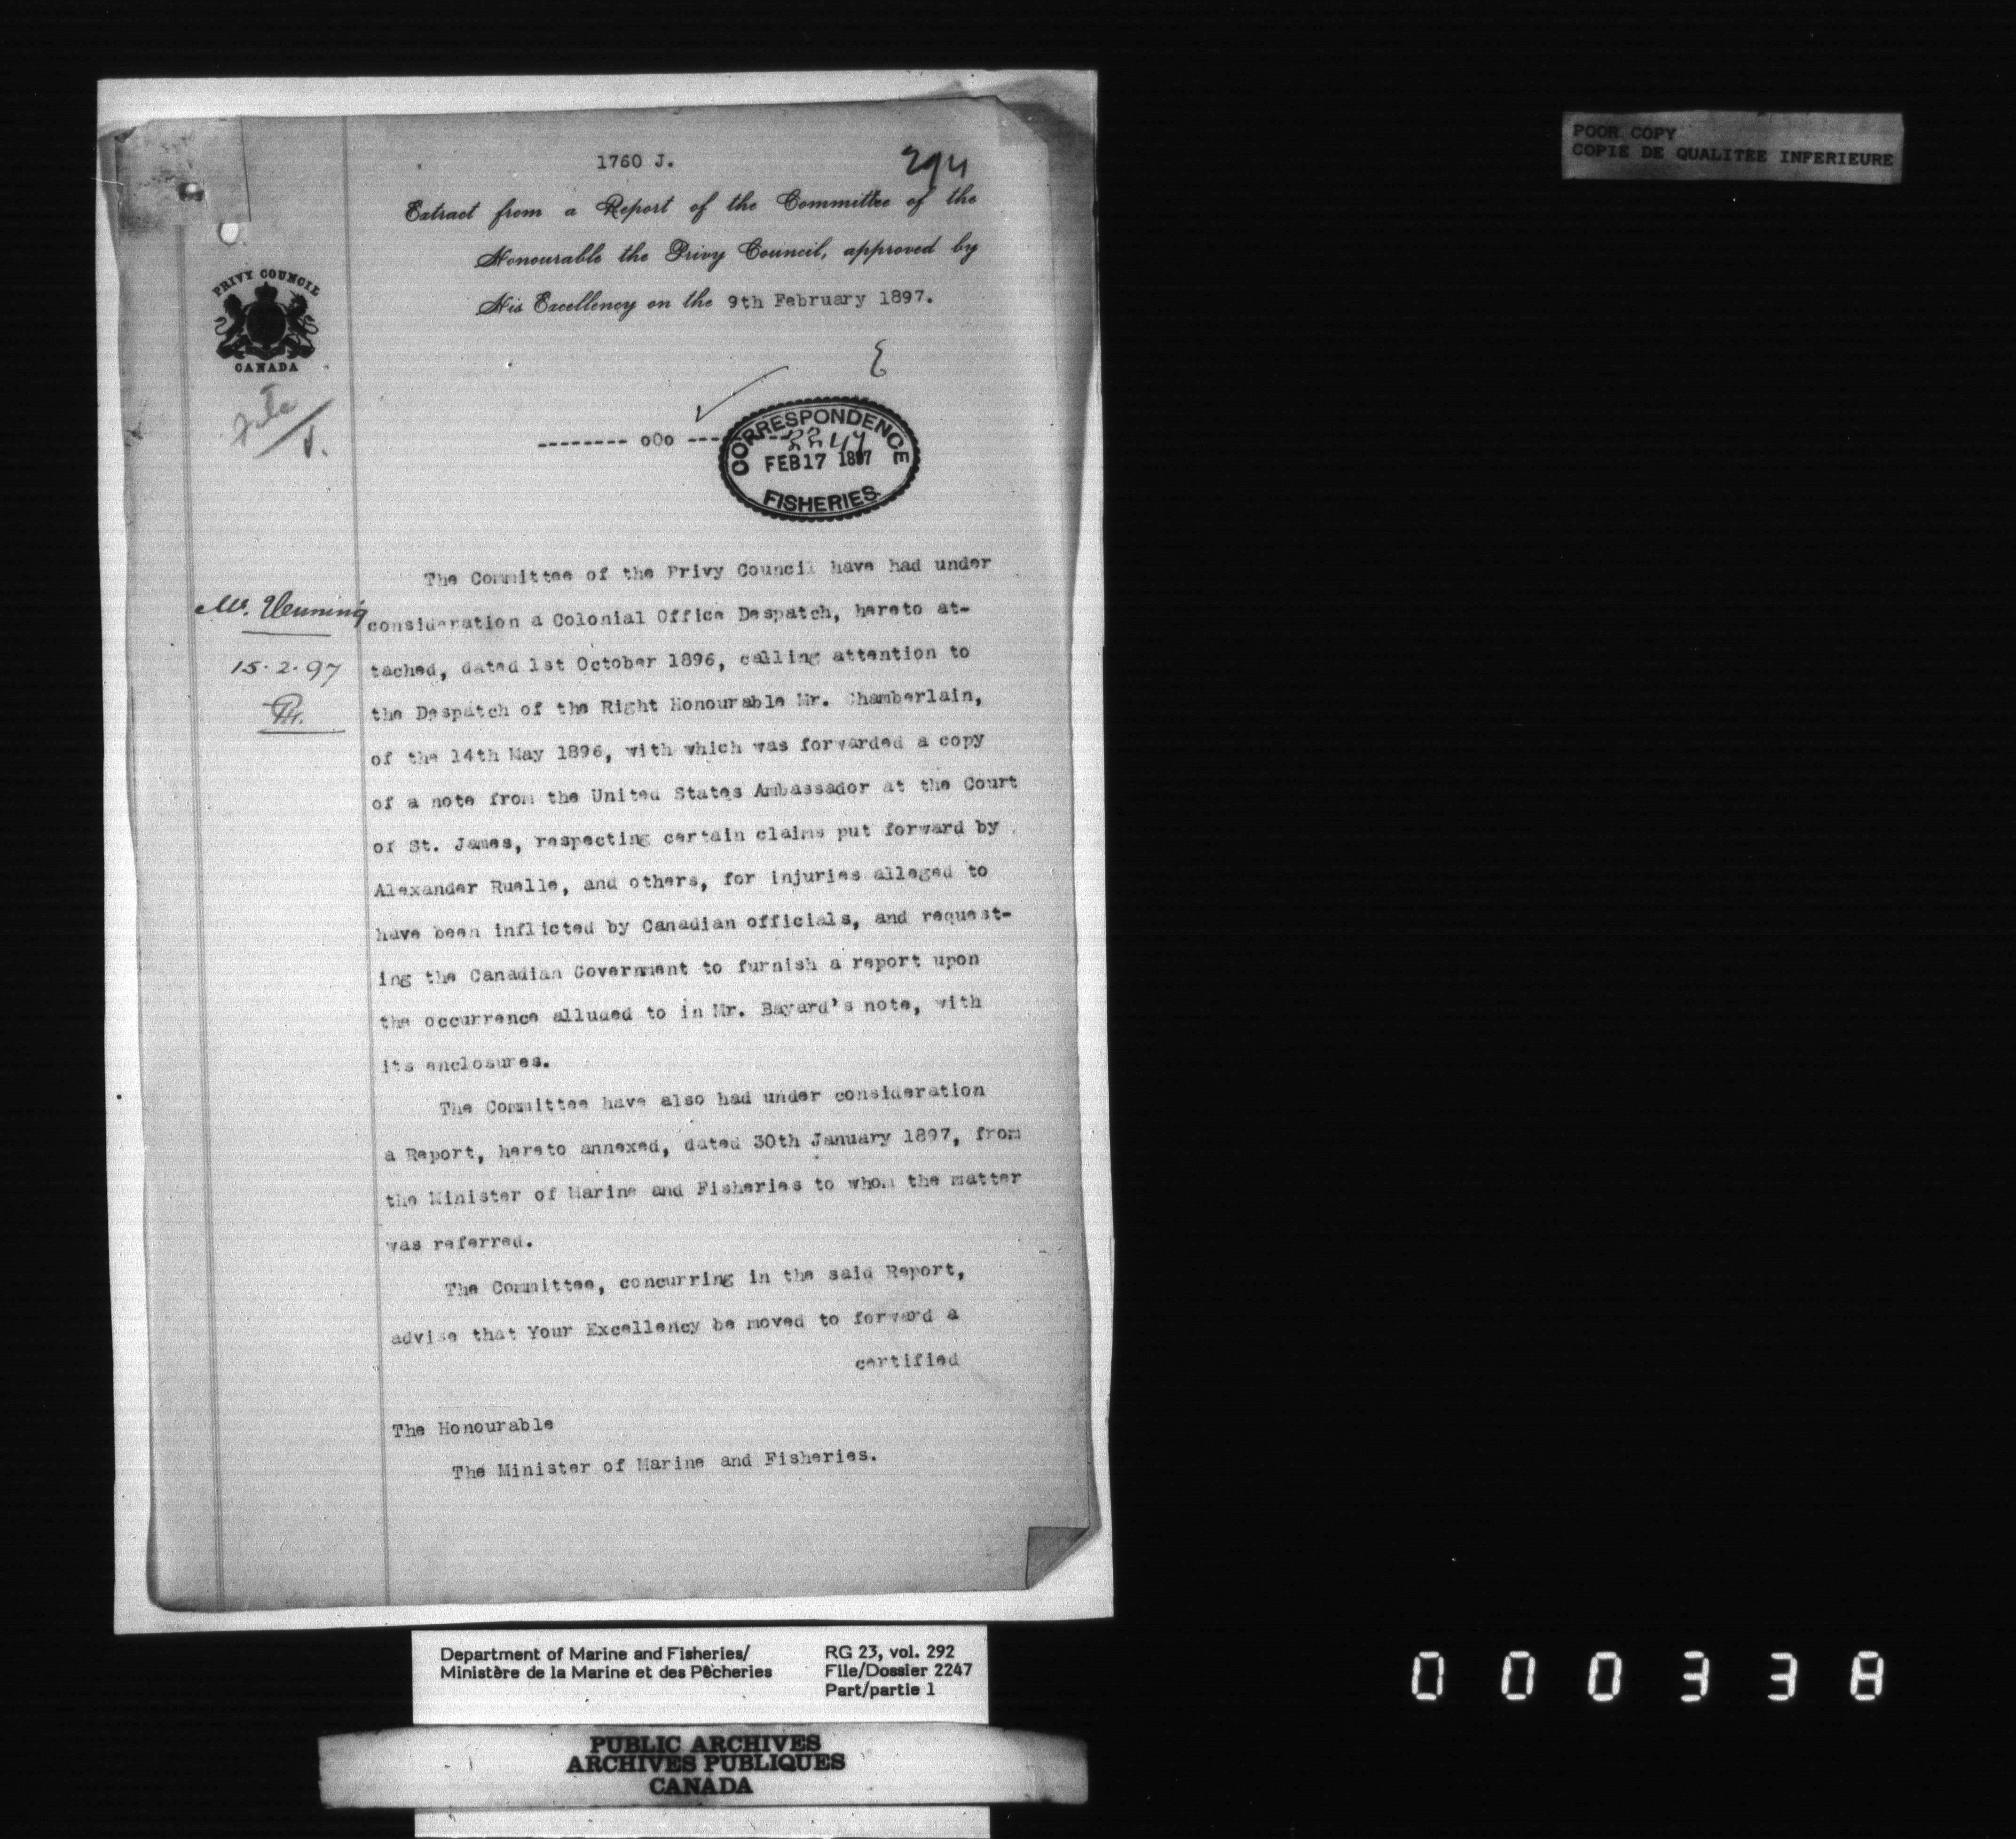 1760 J.
294
Extract from a Report of the Committee of the
Honourable the Privy Council, approved by
His Excellency on the 9th February 1897.
PRIVY COUNCIL
CANADA
-------- oOo ---
CORRESPONDENCE
2247
FEB 17 1897
FISHERIES.
The Committee of the Privy Council have had under
consideration a Colonial Office Despatch, hereto at-
tached, dated 1st October 1896, calling attention to
the Despatch of the Right Honourable Mr. Chamberlain,
of the 14th May 1896, with which was forwarded a copy
of a note from the United States Ambassador at the Court
of St. James, respecting certain claims put forward by
Alexander Ruelle, and others, for injuries alleged to
have been inflicted by Canadian officials, and request-
ing the Canadian Government to furnish a report upon
the occurrence alluded to in Mr. Bayard's note, with
its enclosures.
Mr.
15.2.97
The Committee have also had under consideration
a Report, hereto annexed, dated 30th January 1897, from
the Minister of Marine and Fisheries to whom the matter
was referred.
The Committee, concurring in the said Report,
advise that Your Excellency be moved to forward a
certified
The Honourable
The Minister of Marine and Fisheries.
POOR COPY
COPIE DE QUALITEE INFERIEURE
Department of Marine and Fisheries/
Ministère de la Marine et des Pêcheries
RG 23, vol. 292
File/Dossier 2247
Part/partie 1
PUBLIC ARCHIVES
ARCHIVES PUBLIQUES
CANADA
000338